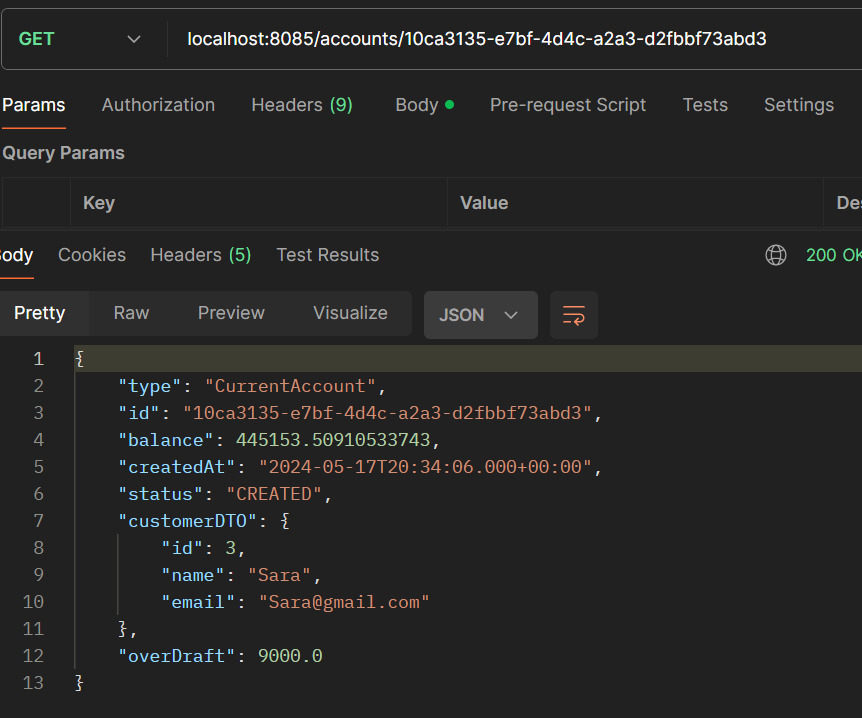 GET localhost:8085/accounts/10ca3135-e7bf-4d4c-a2a3-d2fbbf73abd3
Params Authorization Headers (9) Body Pre-request Script Tests Settings
Query Params
Key Value Des
ody Cookies Headers (5) Test Results 200 OK
Pretty Raw Preview Visualize JSON
1 {
2 "type": "CurrentAccount",
3 "id": "10ca3135-e7bf-4d4c-a2a3-d2fbbf73abd3",
4 "balance": 445153.50910533743,
5 "createdAt": "2024-05-17T20:34:06.000+00:00",
6 "status": "CREATED",
7 "customerDTO": {
8 "id": 3,
9 "name": "Sara",
10 "email": "Sara@gmail.com"
11 },
12 "overDraft": 9000.0
13 }